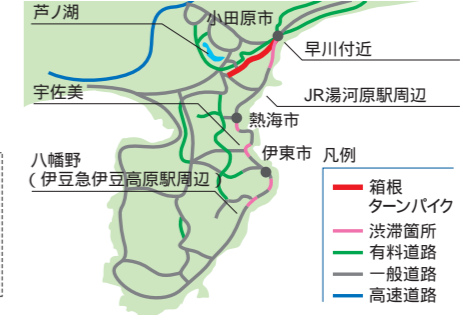 芦ノ湖
小田原市
早川付近
宇佐美
JR湯河原駅周辺
熱海市
八幡野
(伊豆急伊豆高原駅周辺)
伊東市
凡例
箱根
ターンパイク
渋滞箇所
有料道路
一般道路
高速道路